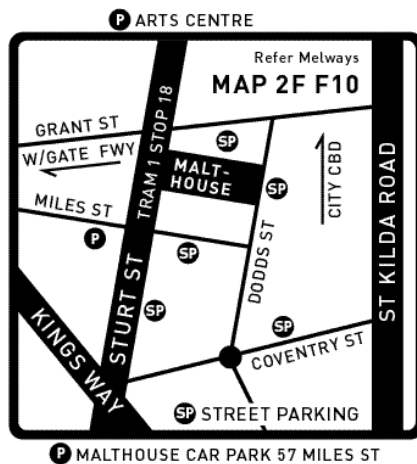 P ARTS CENTRE
Refer Melways
MAP 2F F10
GRANT ST
W/GATE FWY
TRAM 1 STOP 18
SP
MALT-
HOUSE
SP
MILES ST
P
SP
CITY CBD
ST KILDA ROAD
DODDS ST
SP
SP
STURT ST
KINGS WAY
COVENTRY ST
SP STREET PARKING
P MALTHOUSE CAR PARK 57 MILES ST